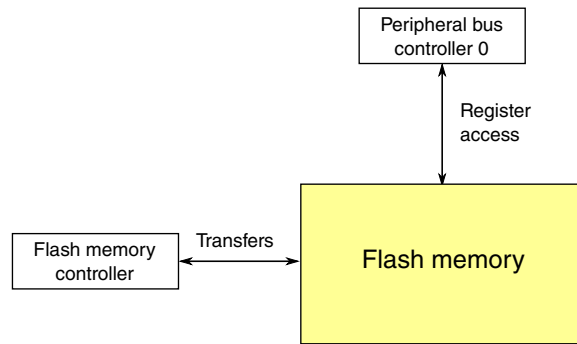 Peripheral bus
controller 0
Register
access
Transfers
Flash memory
controller
Flash memory